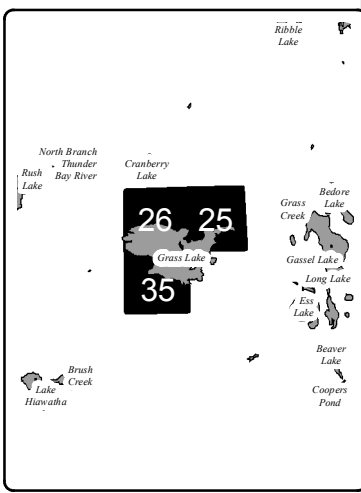 Ribble
Lake
North Branch
Thunder
Bay River
Cranberry
Lake
Rush
Lake
Bedore
Lake
Grass
Creek
26
25
Grass Lake
Gassel Lake
Long Lake
35
Ess
Lake
Beaver
Lake
Brush
Creek
Lake
Hiawatha
Coopers
Pond